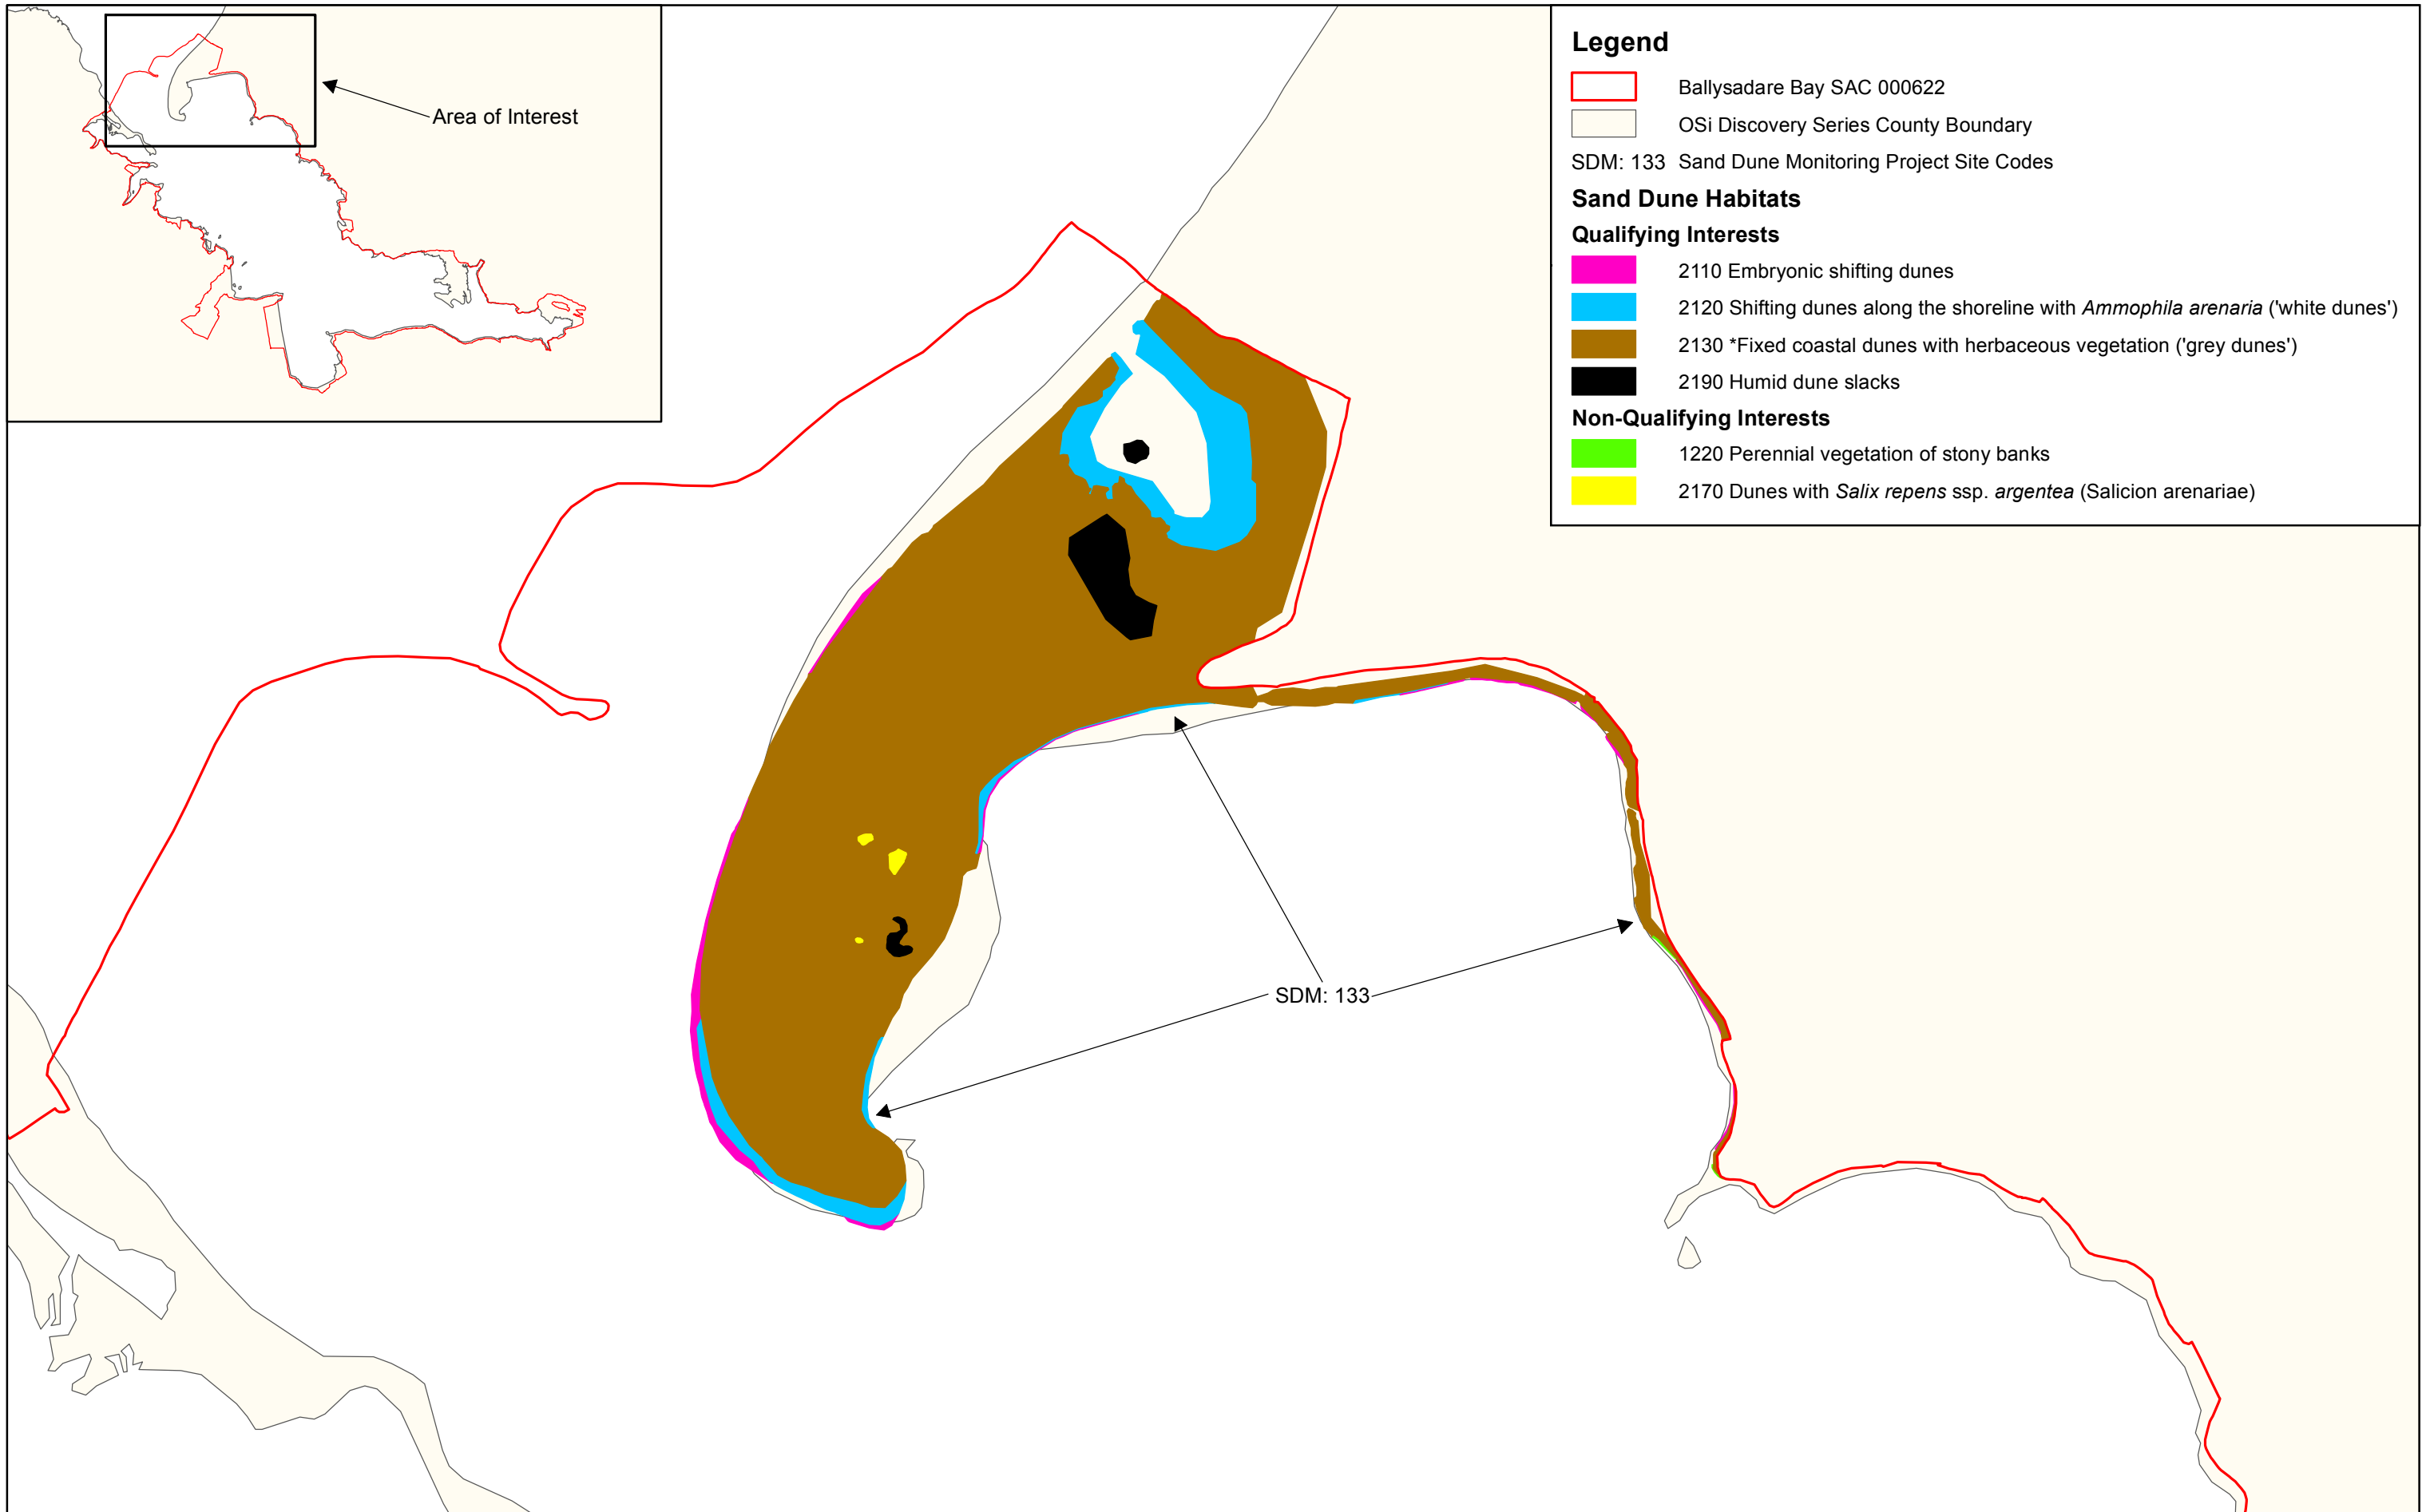 Area of Interest
Legend
Ballysadare Bay SAC 000622
OSi Discovery Series County Boundary
SDM: 133 Sand Dune Monitoring Project Site Codes
Sand Dune Habitats
Qualifying Interests
2110 Embryonic shifting dunes
2120 Shifting dunes along the shoreline with Ammophila arenaria ('white dunes')
2130 *Fixed coastal dunes with herbaceous vegetation ('grey dunes')
2190 Humid dune slacks
Non-Qualifying Interests
1220 Perennial vegetation of stony banks
2170 Dunes with Salix repens ssp. argentea (Salicion arenariae)
SDM: 133